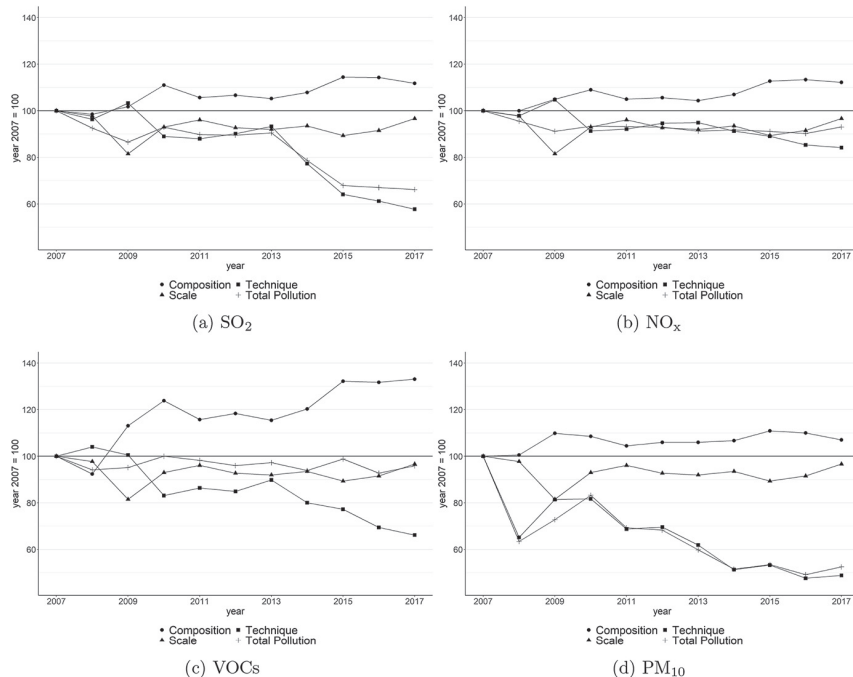 140
120
100
80
60
year 2007 = 100
2007 2009 2011 2013 2015 2017
year
Composition Technique
Scale Total Pollution
(a) SO₂
140
120
100
80
60
year 2007 = 100
2007 2009 2011 2013 2015 2017
year
Composition Technique
Scale Total Pollution
(b) NOₓ
140
120
100
80
60
year 2007 = 100
2007 2009 2011 2013 2015 2017
year
Composition Technique
Scale Total Pollution
(c) VOCs
140
120
100
80
60
year 2007 = 100
2007 2009 2011 2013 2015 2017
year
Composition Technique
Scale Total Pollution
(d) PM₁₀